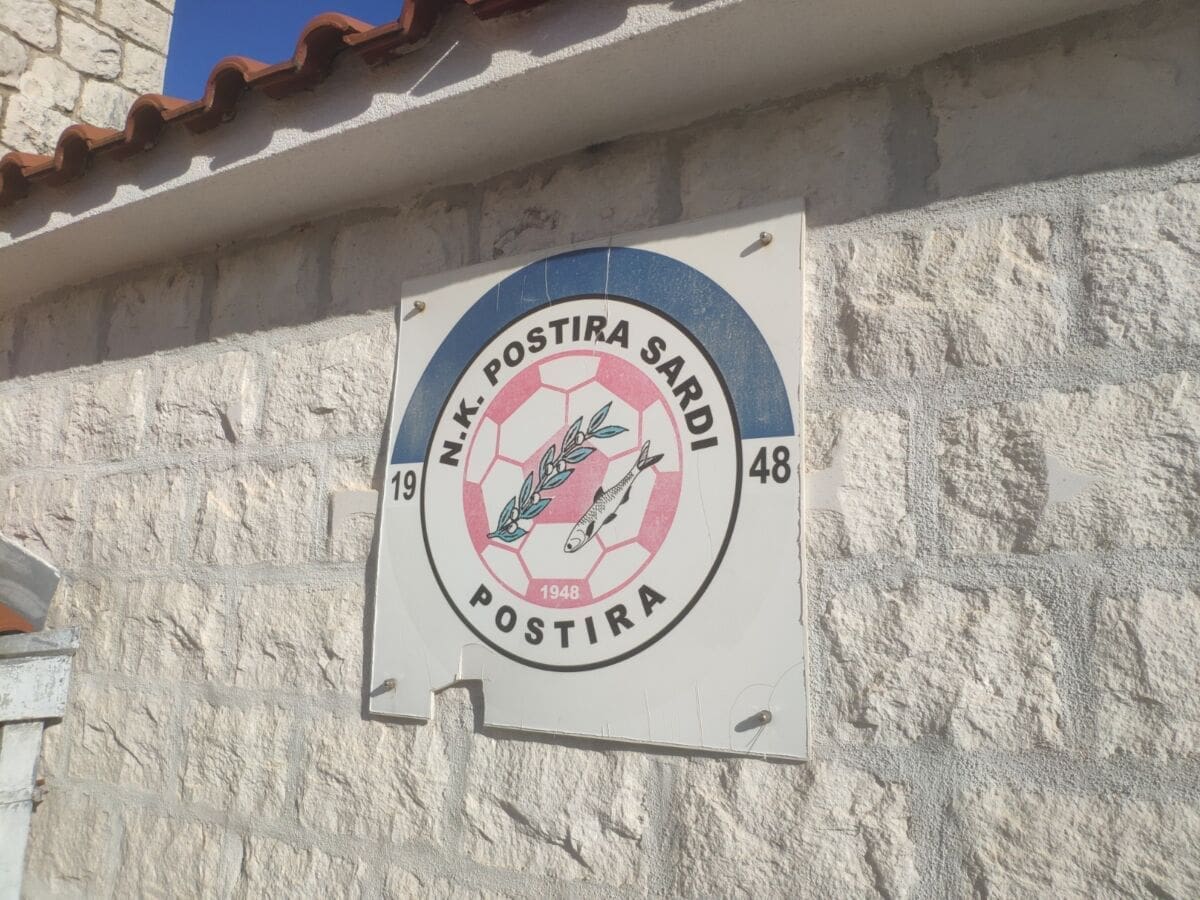 N.K. POSTIRA SARDI
19 48
1948
POSTIRA